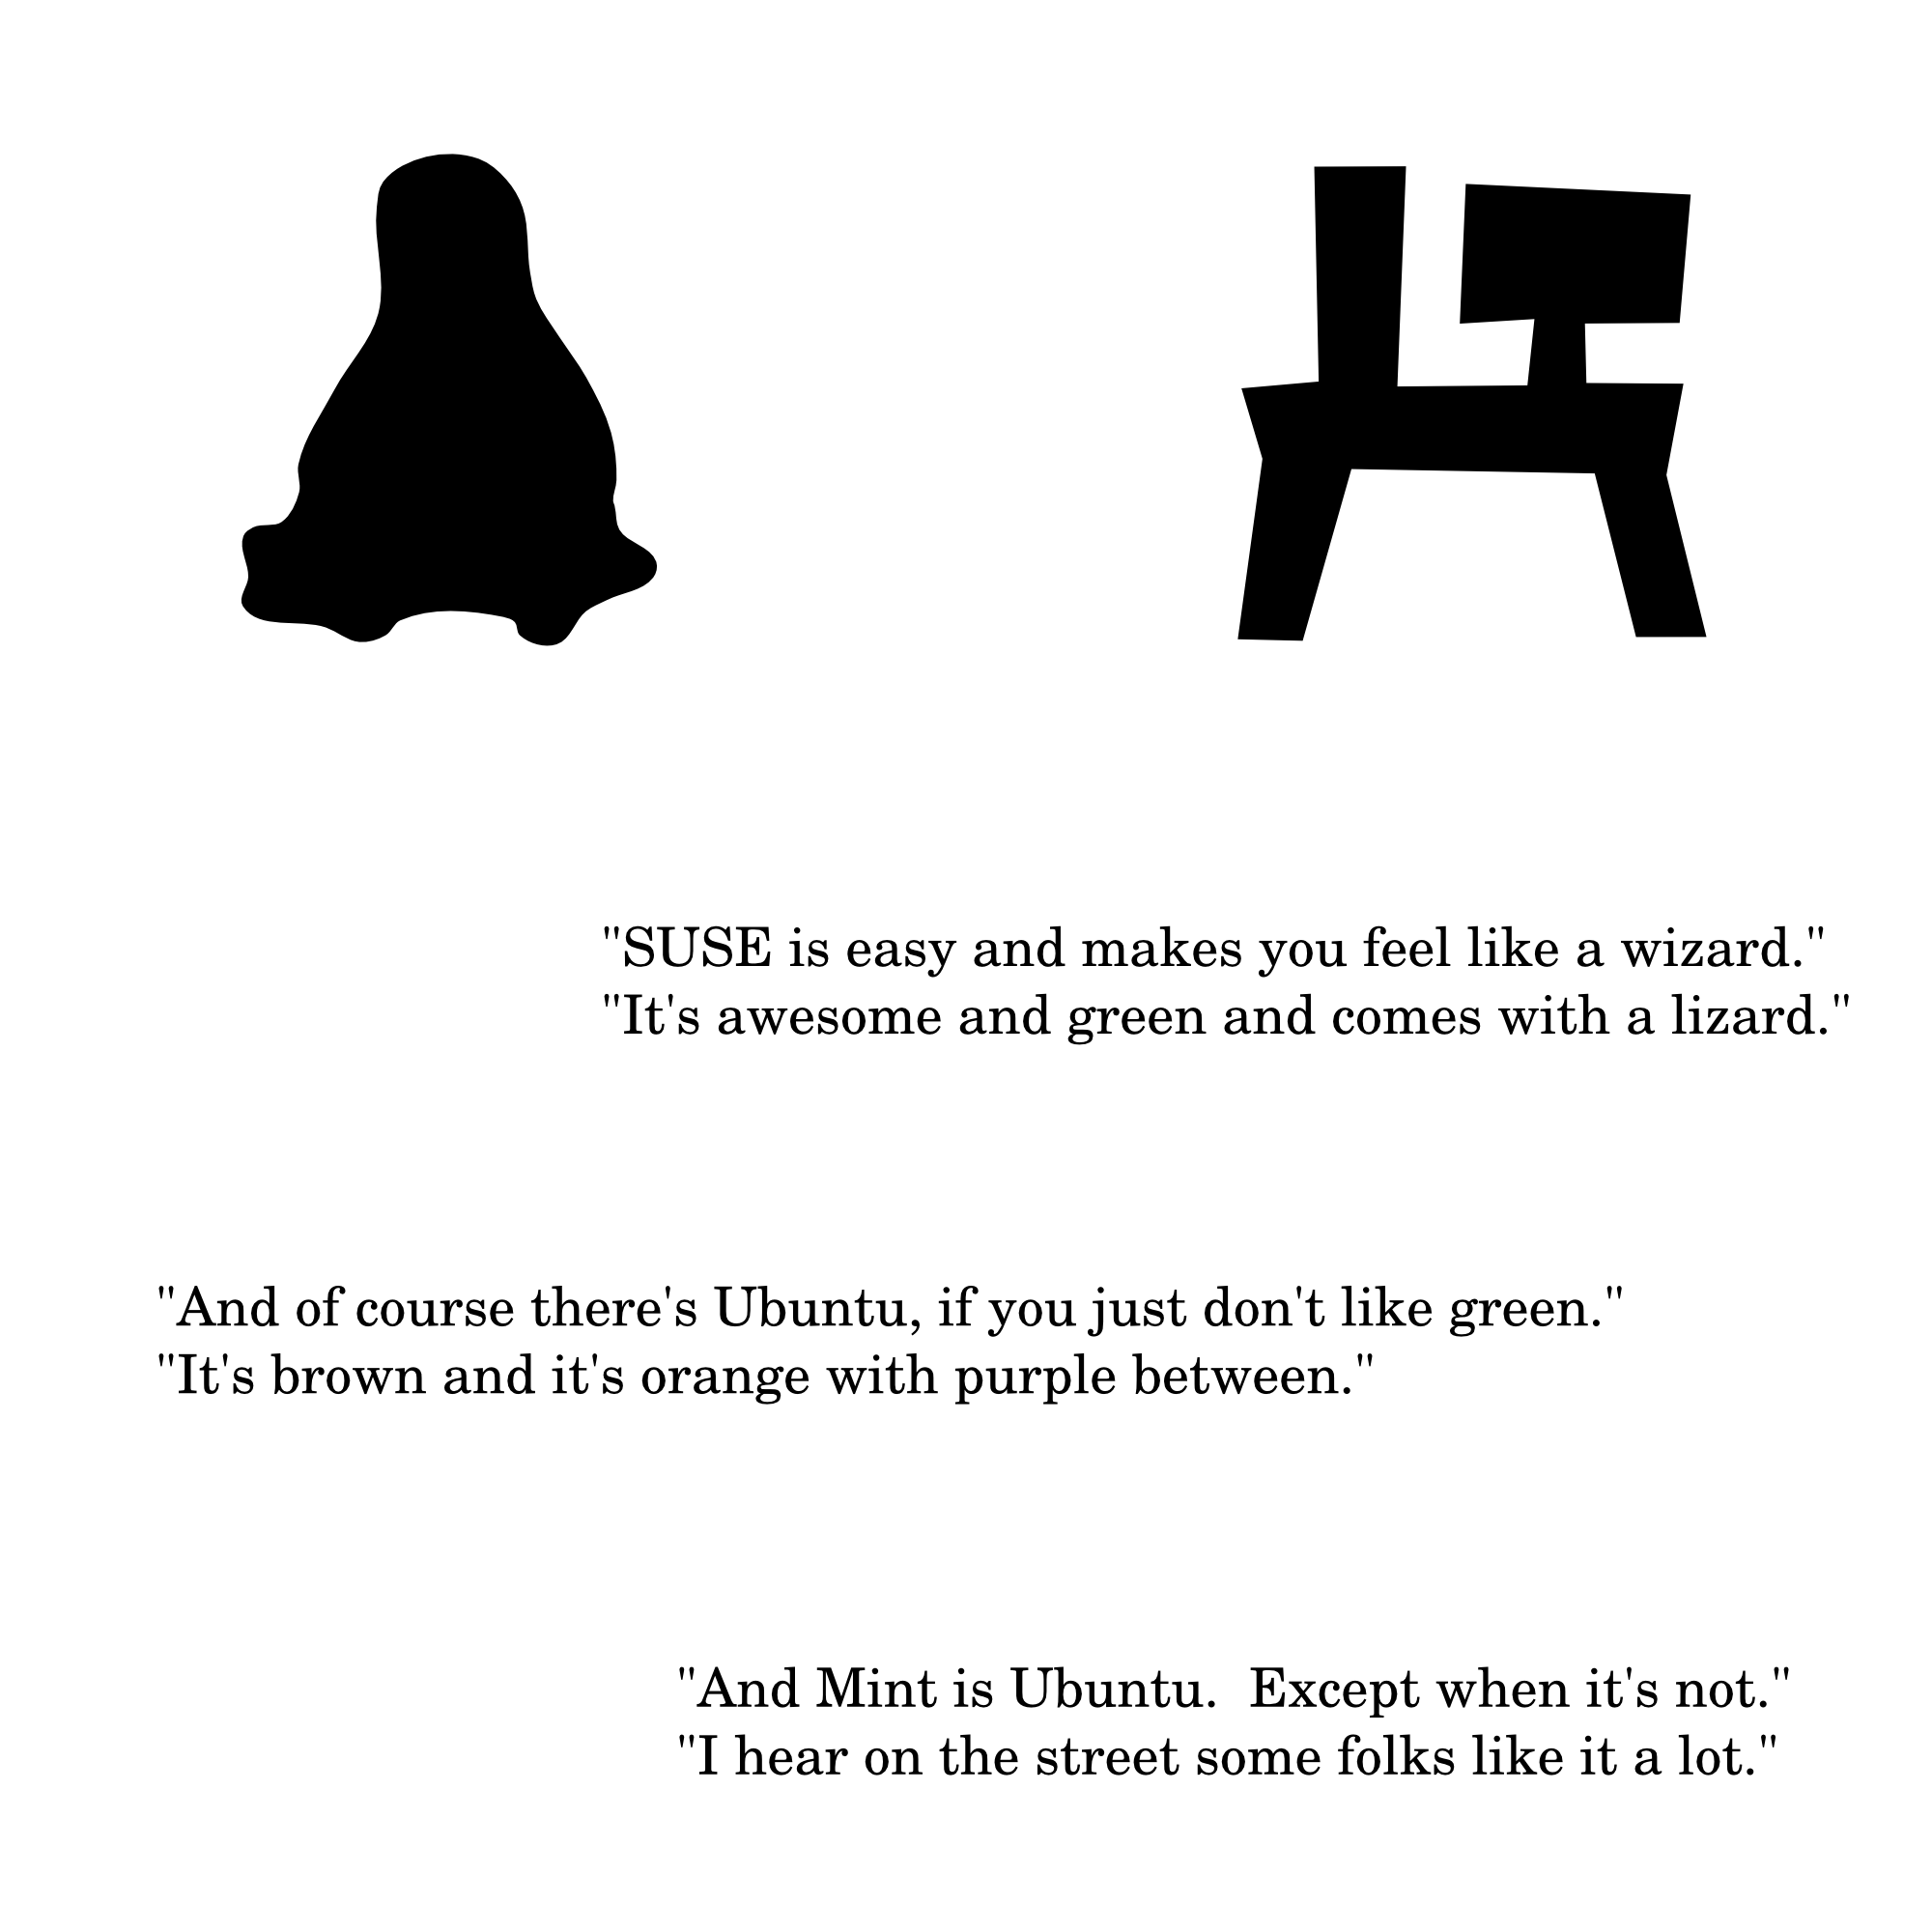 "SUSE is easy and makes you feel like a wizard."
"It's awesome and green and comes with a lizard."
"And of course there's Ubuntu, if you just don't like green."
"It's brown and it's orange with purple between."
"And Mint is Ubuntu.  Except when it's not."
"I hear on the street some folks like it a lot."